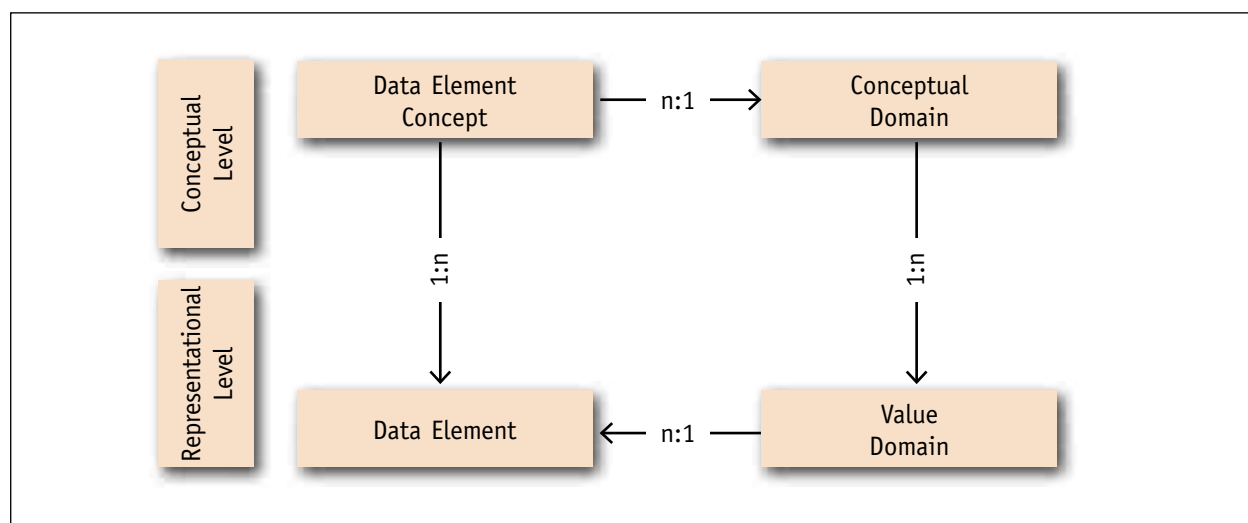 Conceptual
Level
Data Element
Concept
n:1
Conceptual
Domain
1:n
1:n
Representational
Level
Data Element
n:1
Value
Domain